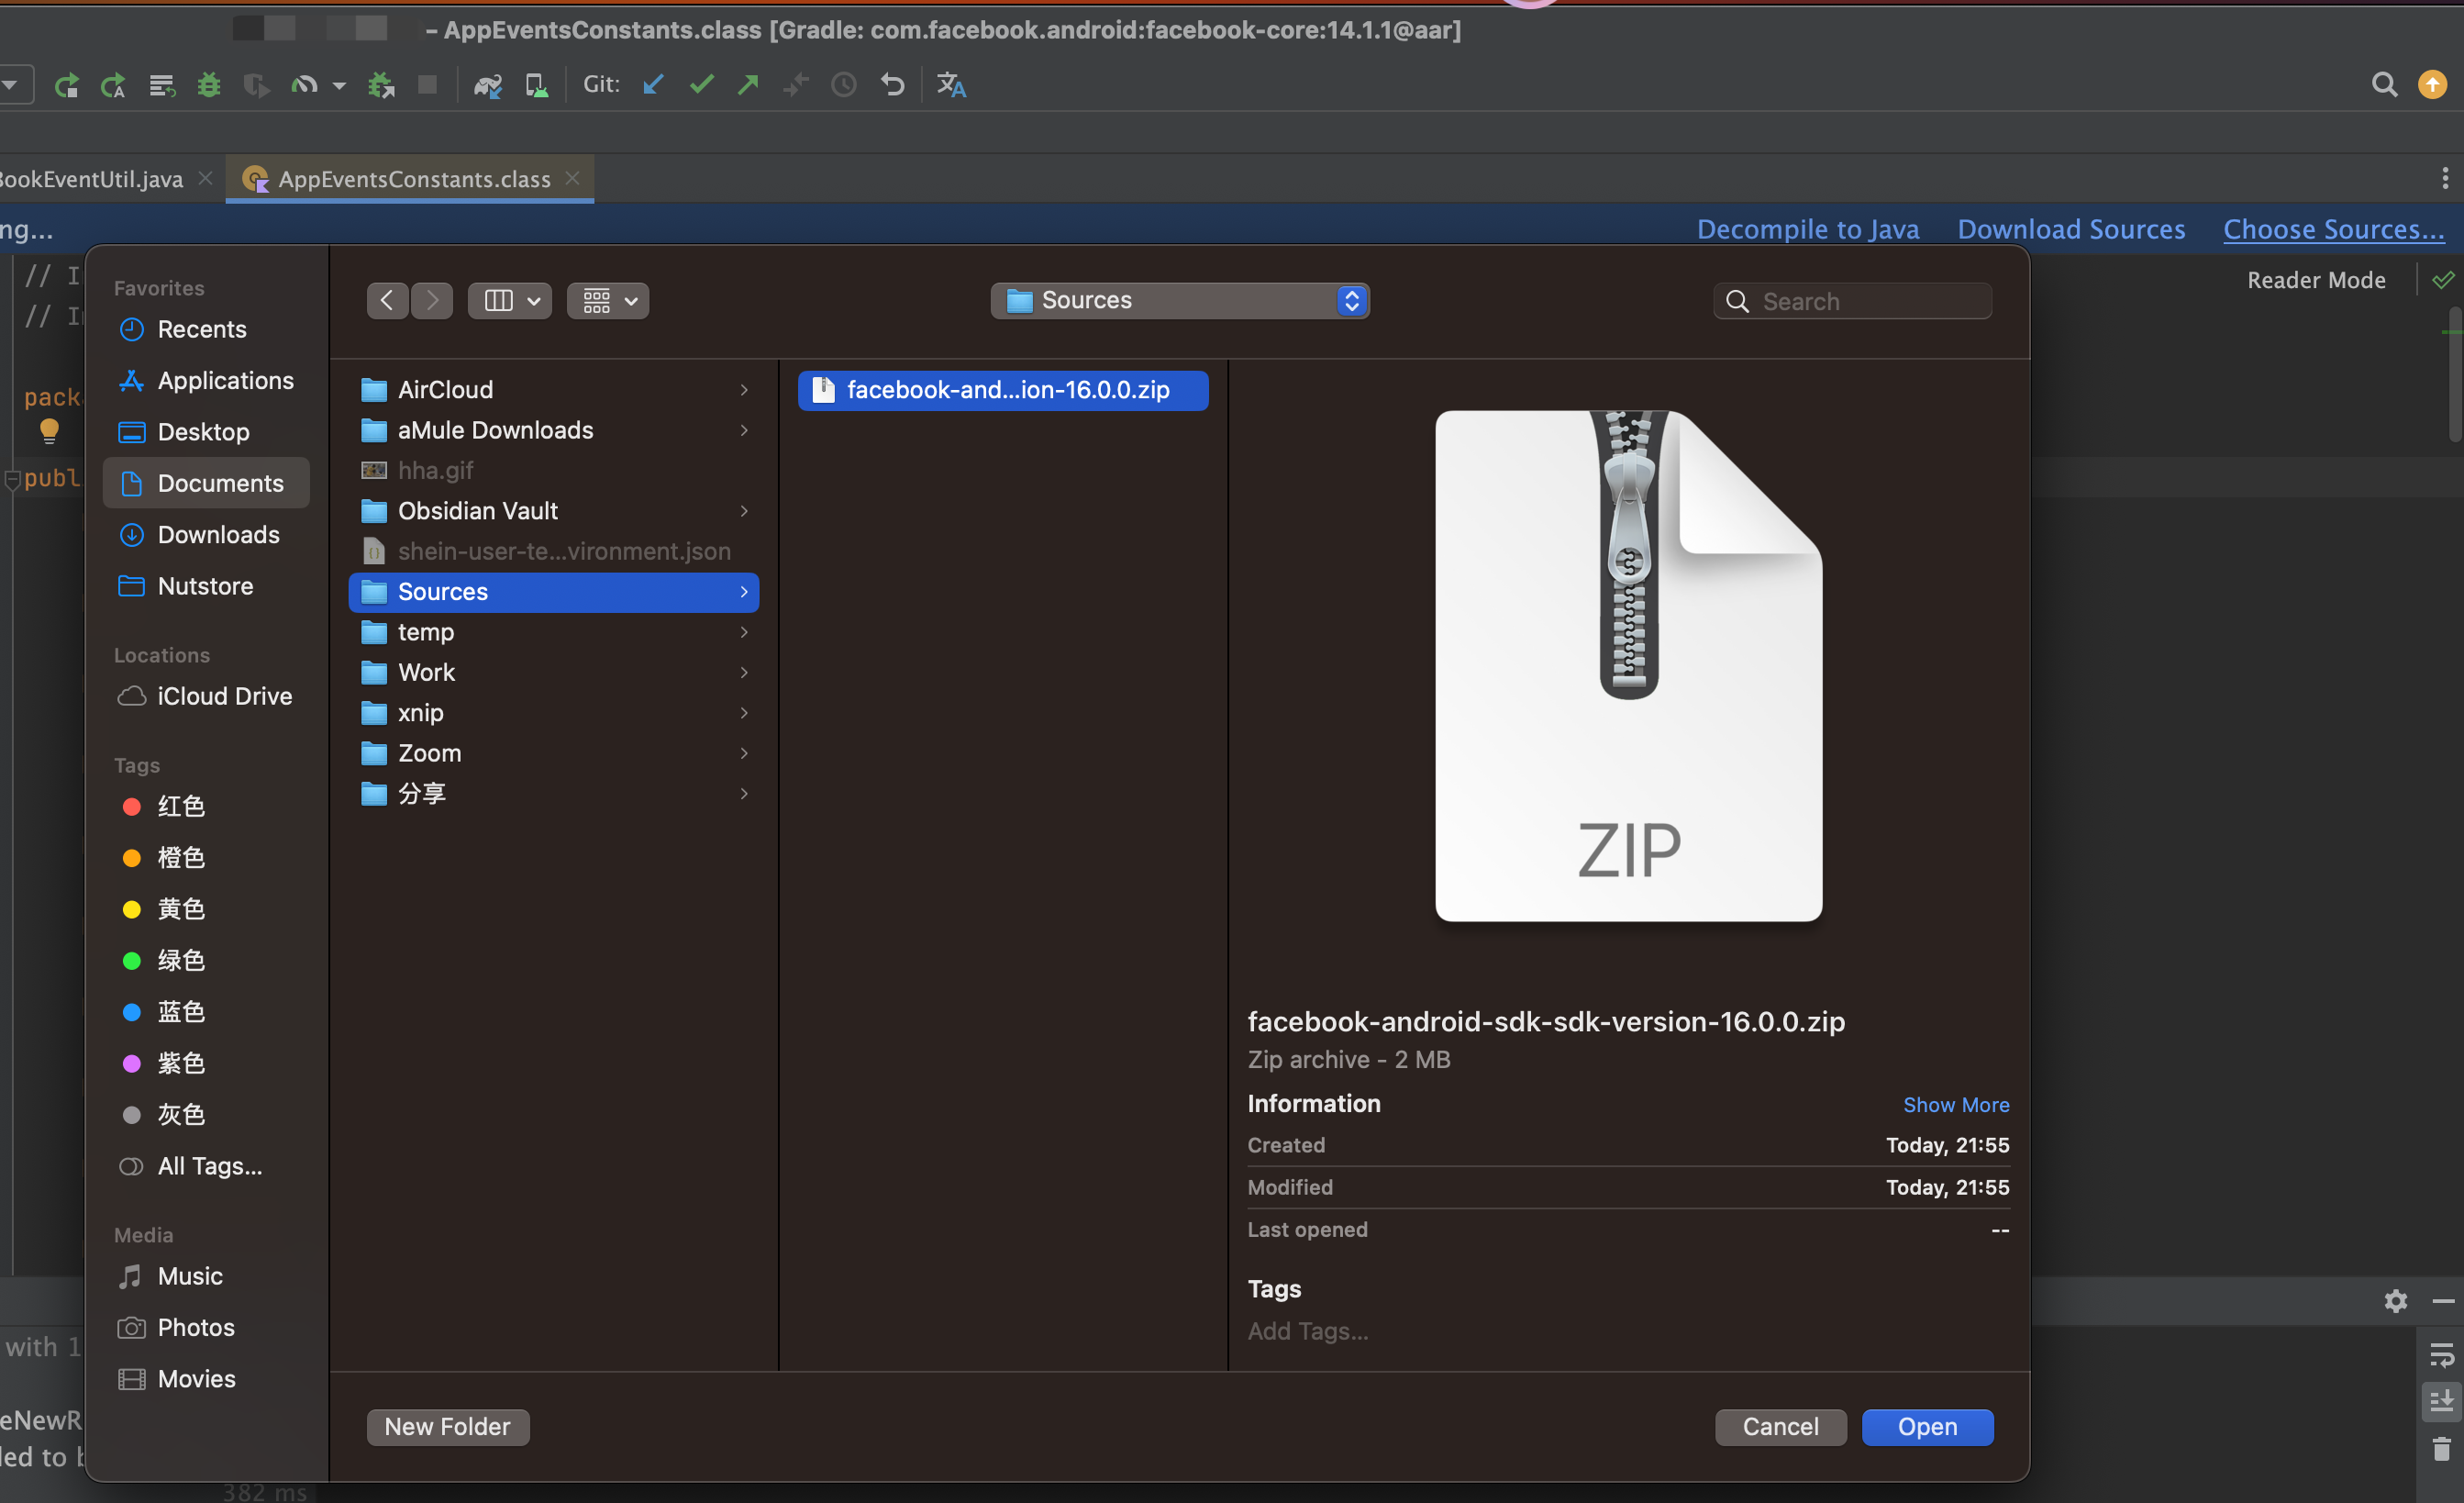 – AppEventsConstants.class [Gradle: com.facebook.android:facebook-core:14.1.1@aar]
Git:
BookEventUtil.java
AppEventsConstants.class
ng...
Decompile to Java
Download Sources
Choose Sources...
// I
// In
Reader Mode
pack
publ
Favorites
Recents
Applications
Desktop
Documents
Downloads
Nutstore
Locations
iCloud Drive
Tags
红色
橙色
黄色
绿色
蓝色
紫色
灰色
All Tags...
Media
Music
Photos
Movies
Sources
Search
AirCloud
aMule Downloads
hha.gif
Obsidian Vault
shein-user-te...vironment.json
Sources
temp
Work
xnip
Zoom
分享
facebook-and...ion-16.0.0.zip
ZIP
facebook-android-sdk-sdk-version-16.0.0.zip
Zip archive - 2 MB
Information
Show More
Created
Today, 21:55
Modified
Today, 21:55
Last opened
--
Tags
Add Tags...
New Folder
Cancel
Open
with 1
eNewR
led to b
382 ms